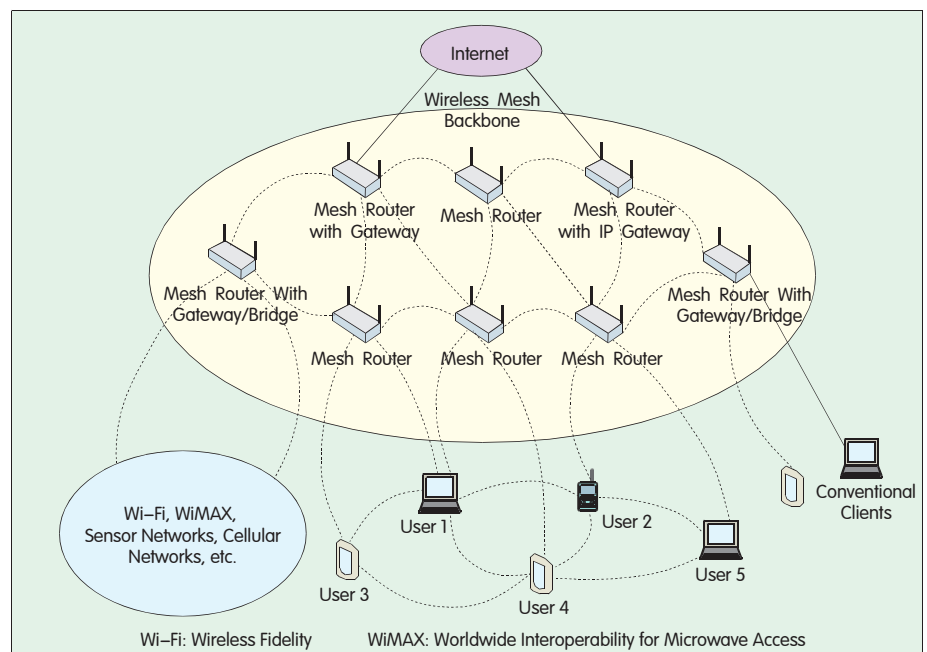 Internet
Wireless Mesh
Backbone
Mesh Router
with Gateway
Mesh Router
Mesh Router
with IP Gateway
Mesh Router With
Gateway/Bridge
Mesh Router With
Gateway/Bridge
Mesh Router
Mesh Router
Mesh Router
Wi–Fi, WiMAX,
Sensor Networks, Cellular
Networks, etc.
User 1
User 2
Conventional
Clients
User 3
User 4
User 5
Wi–Fi: Wireless Fidelity
WiMAX: Worldwide Interoperability for Microwave Access